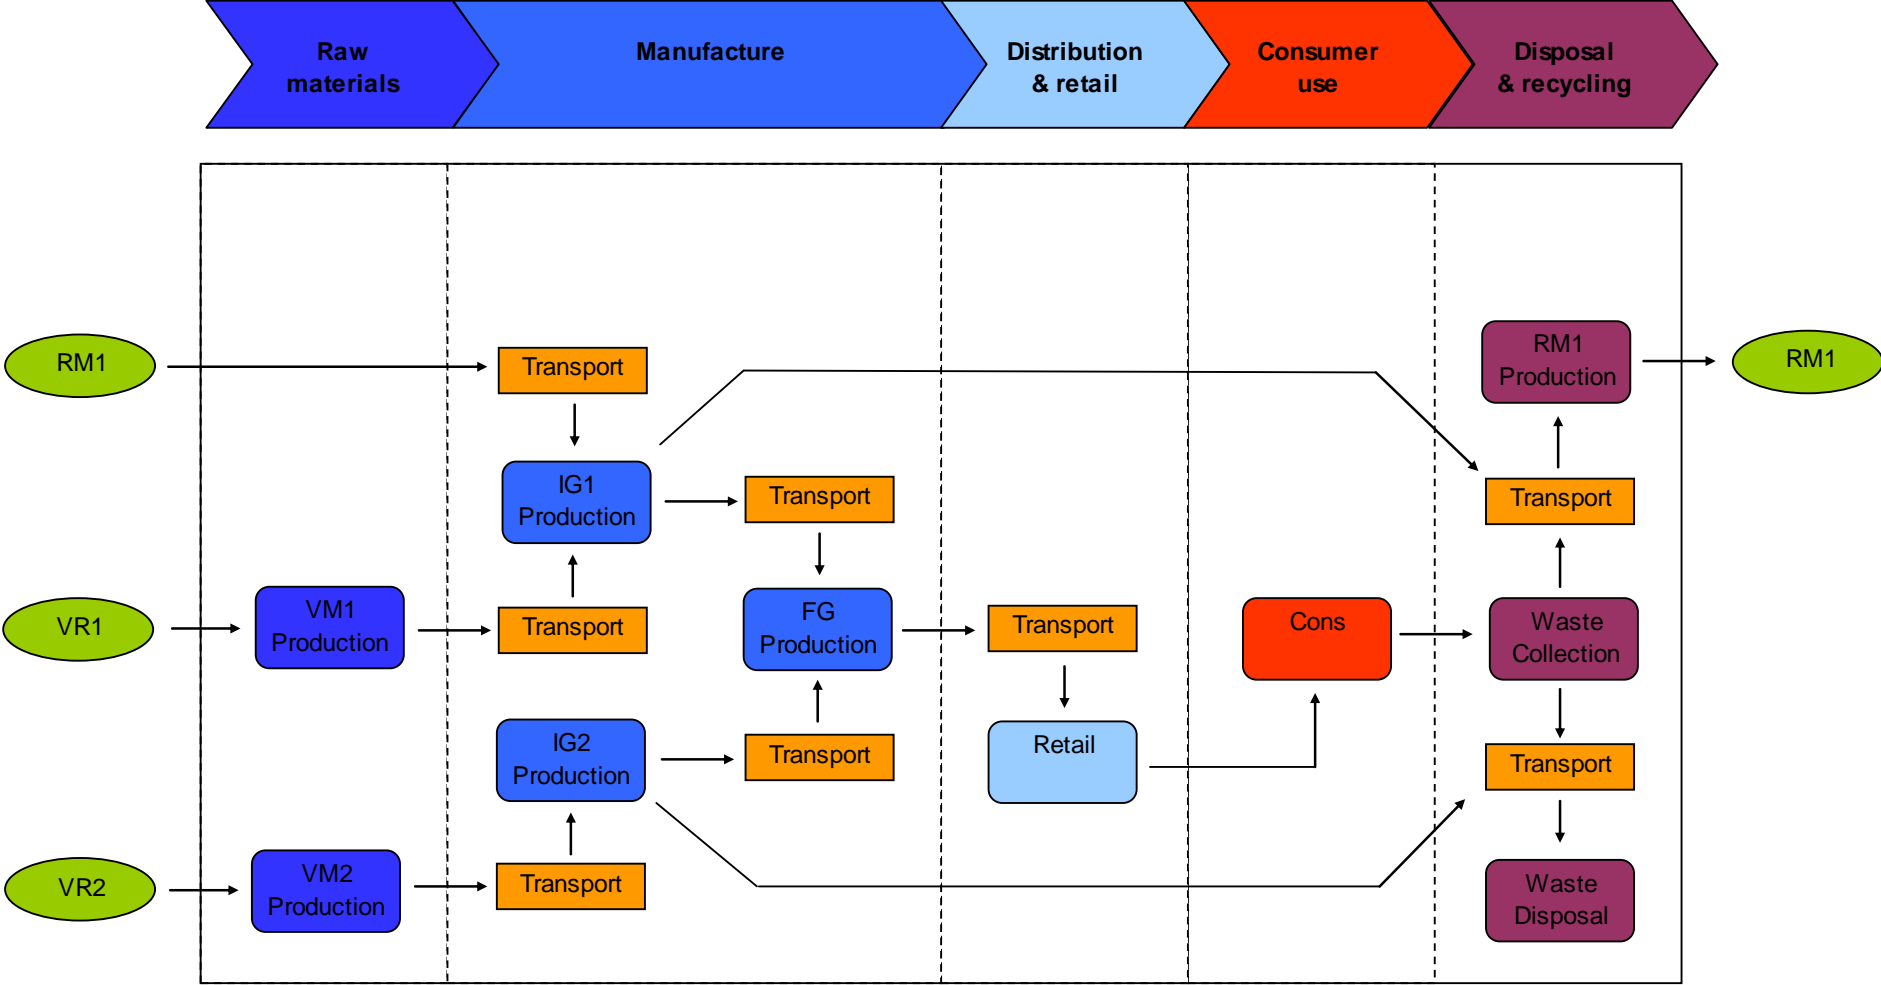 Raw
materials
Manufacture
Distribution
& retail
Consumer
use
Disposal
& recycling
RM1
Transport
RM1
Production
RM1
IG1
Production
Transport
Transport
VR1
VM1
Production
Transport
FG
Production
Transport
Cons
Waste
Collection
IG2
Production
Transport
Retail
Transport
VR2
VM2
Production
Transport
Waste
Disposal